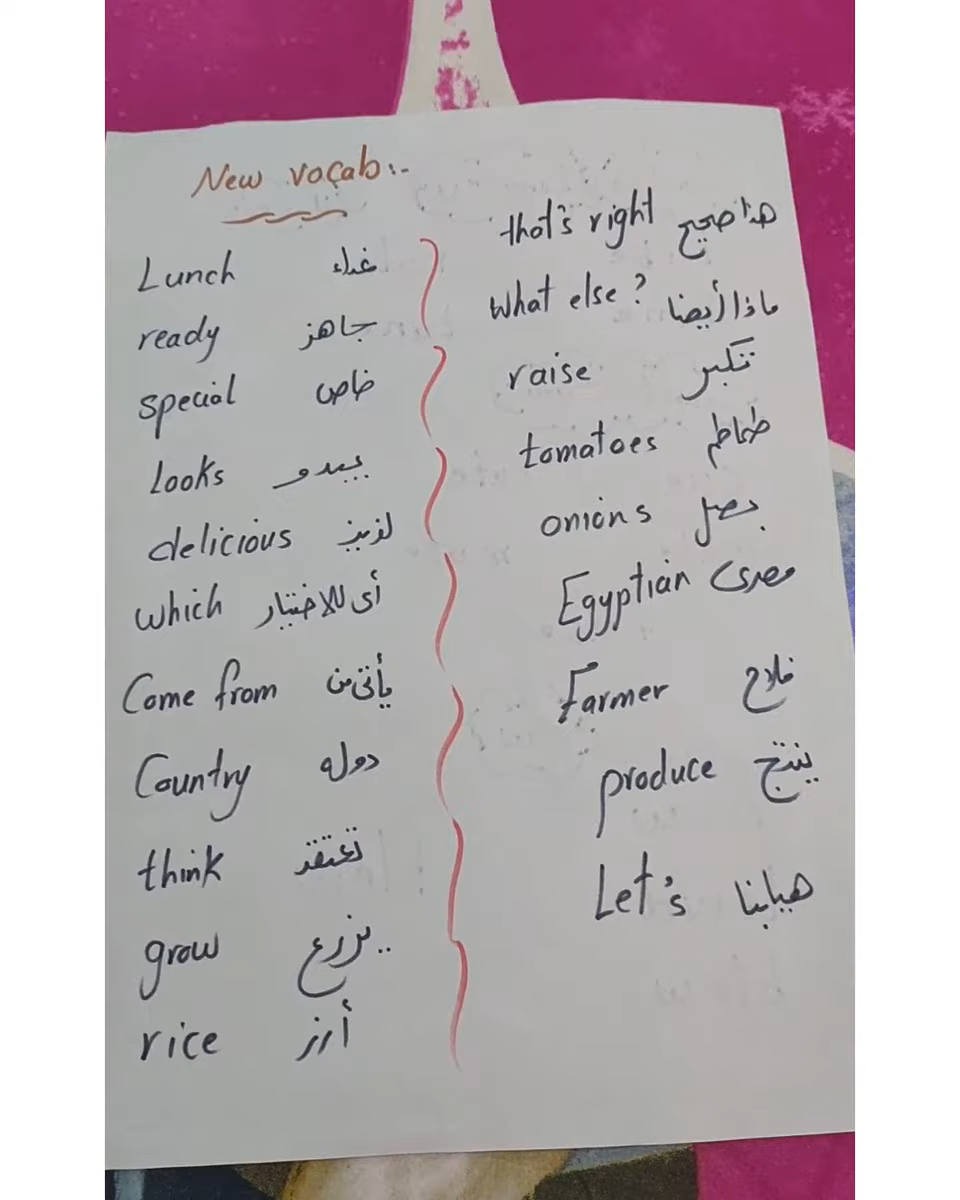 New vocab:-
Lunch غداء
ready جاهز
special خاص
Looks يبدو
delicious لذيذ
which أى للاختيار
Come from يأتى من
Country دوله
think تعتقد
grow يزرع
rice أرز
that's right هذا صحيح
what else? ماذا أيضا
raise تكبر
tomatoes طماطم
onions بصل
Egyptian مصرى
Farmer فلاح
produce ينتج
Let's هيا بنا